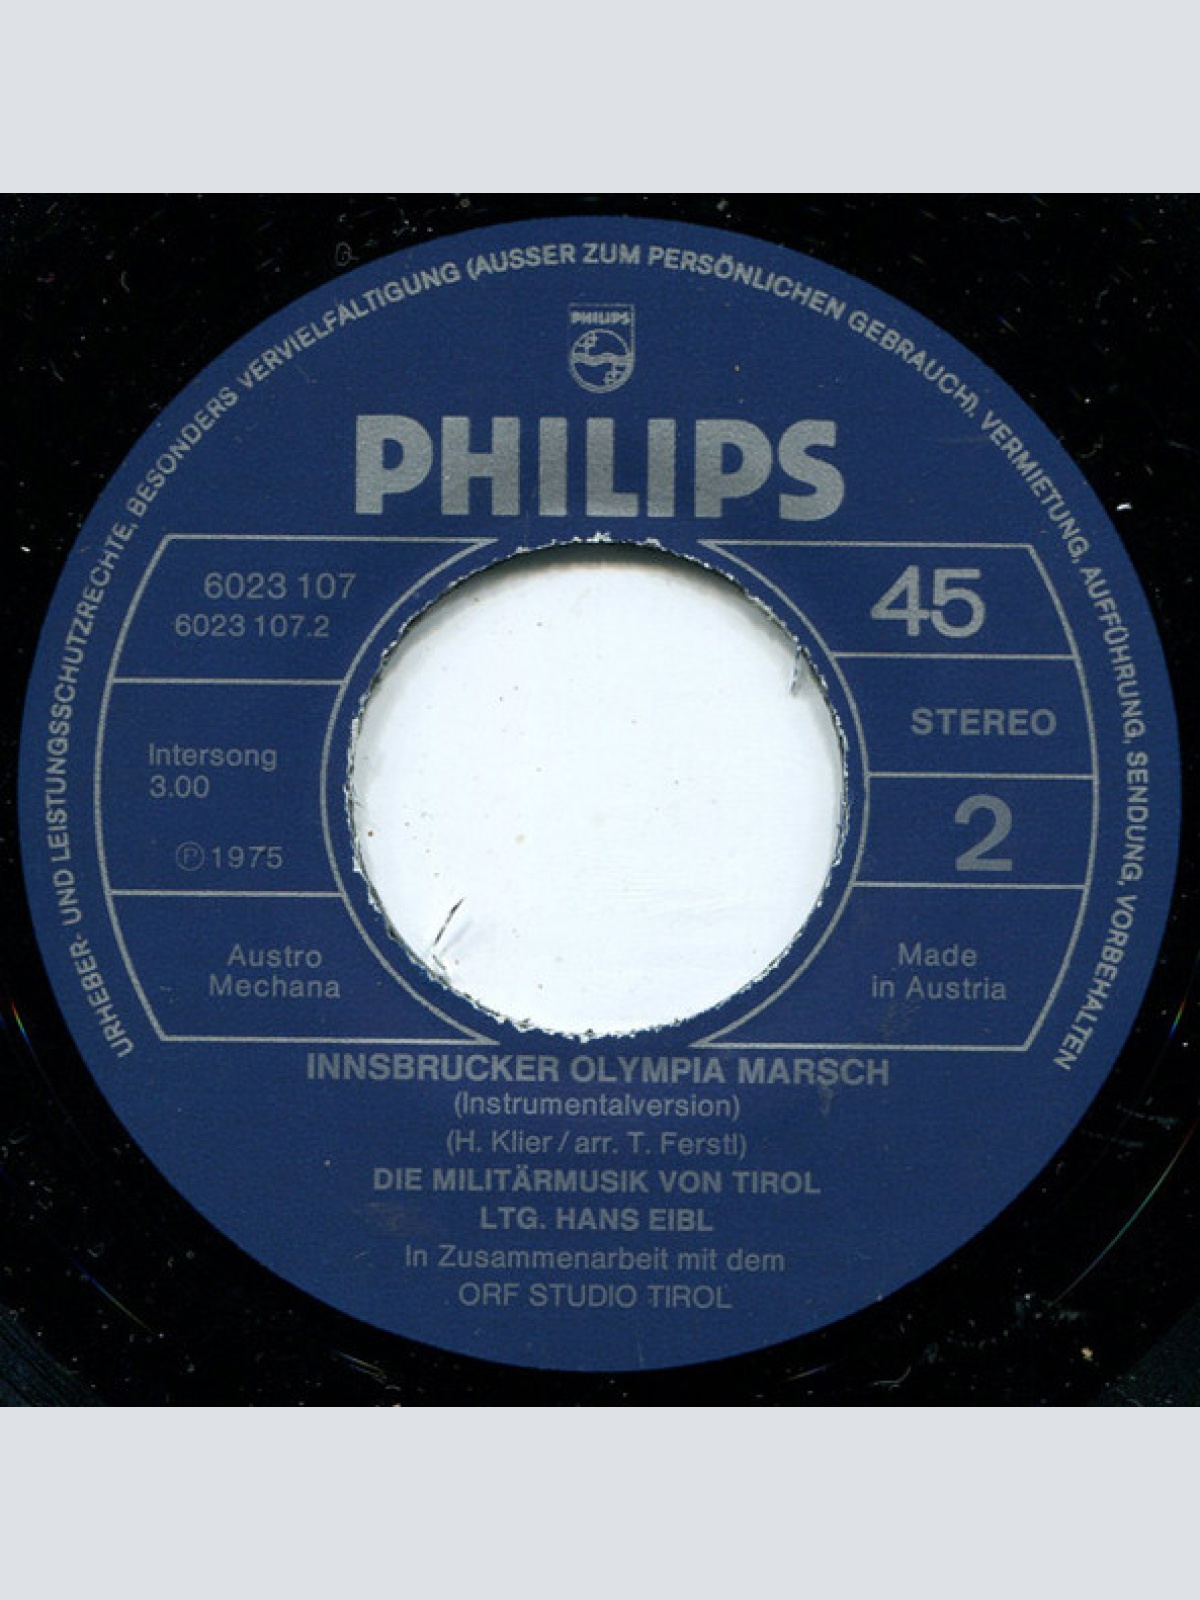 URHEBER- UND LEISTUNGSSCHUTZRECHTE, BESONDERS VERVIELFÄLTIGUNG (AUSSER ZUM PERSÖNLICHEN GEBRAUCH), VERMIETUNG, AUFFÜHRUNG, SENDUNG, VORBEHALTEN
PHILIPS
PHILIPS
6023 107
6023 107.2
Intersong
3.00
Ⓟ 1975
Austro
Mechana
45
STEREO
2
Made
in Austria
INNSBRUCKER OLYMPIA MARSCH
(Instrumentalversion)
(H. Klier / arr. T. Ferstl)
DIE MILITÄRMUSIK VON TIROL
LTG. HANS EIBL
In Zusammenarbeit mit dem
ORF STUDIO TIROL